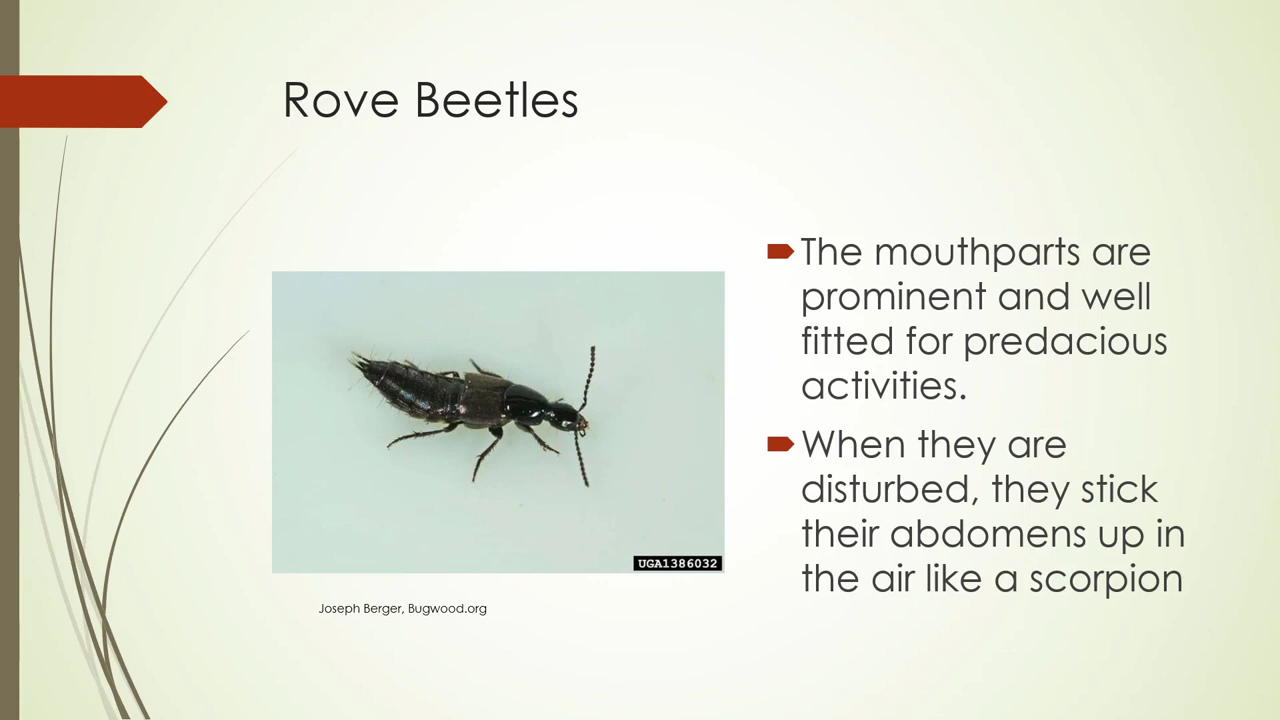 Rove Beetles
The mouthparts are
prominent and well
fitted for predacious
activities.
When they are
disturbed, they stick
their abdomens up in
the air like a scorpion
UGA1386032
Joseph Berger, Bugwood.org